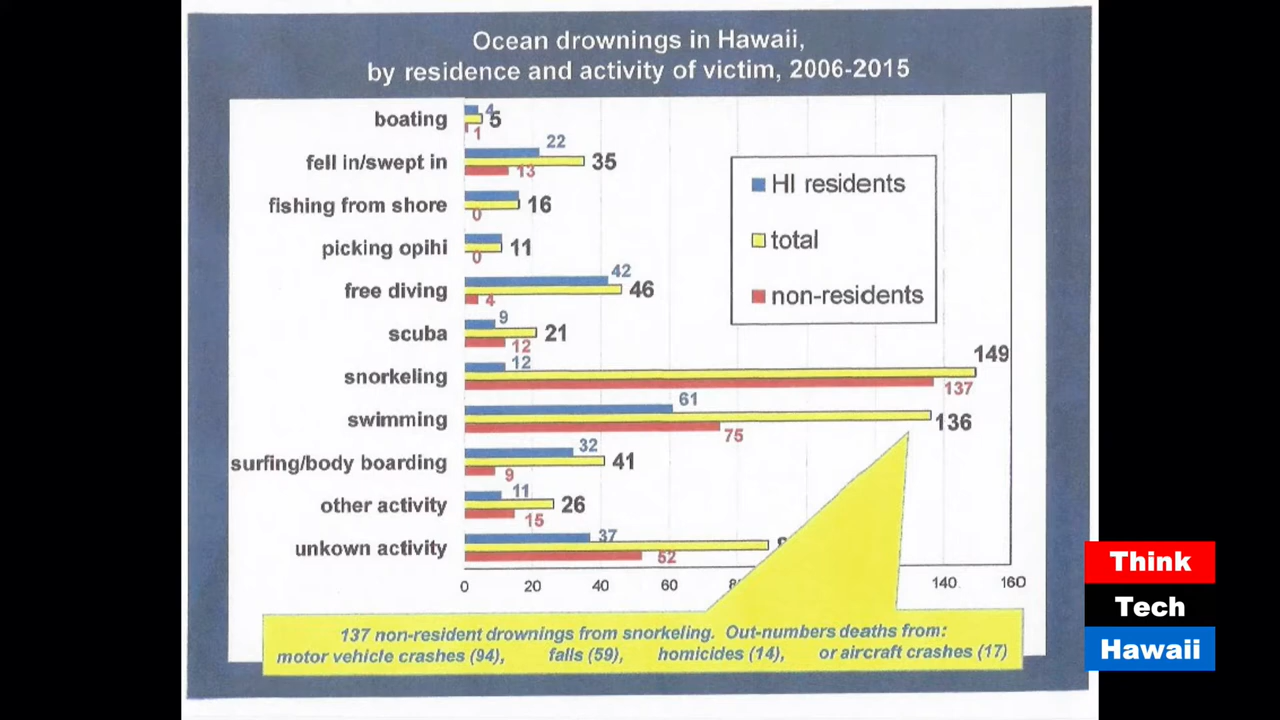 Ocean drownings in Hawaii,
by residence and activity of victim, 2006-2015
boating
4
5
1
fell in/swept in
22
35
13
fishing from shore
16
0
picking opihi
11
0
free diving
42
46
4
scuba
9
21
12
snorkeling
12
149
137
swimming
61
136
75
surfing/body boarding
32
41
9
other activity
11
26
15
unkown activity
37
52
HI residents
total
non-residents
0 20 40 60 140 160
137 non-resident drownings from snorkeling. Out-numbers deaths from:
motor vehicle crashes (94), falls (59), homicides (14), or aircraft crashes (17)
Think
Tech
Hawaii